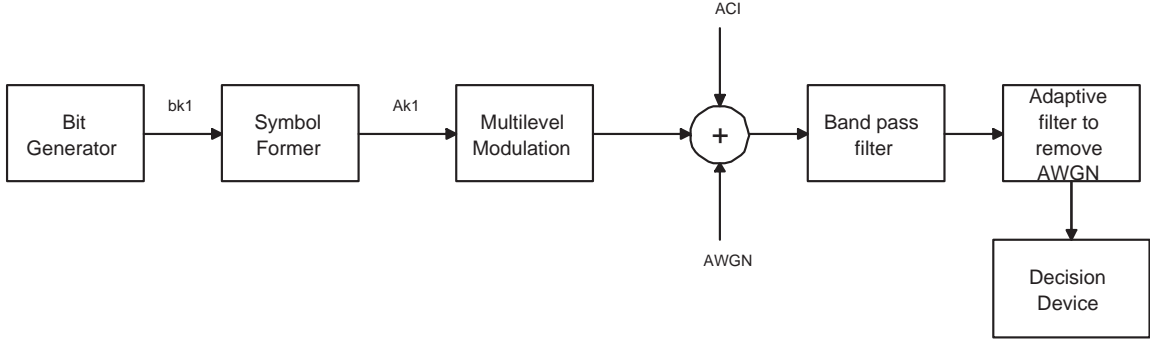 ACI
bk1
Ak1
Bit
Generator
Symbol
Former
Multilevel
Modulation
+
Band pass
filter
Adaptive
filter to
remove
AWGN
AWGN
Decision
Device